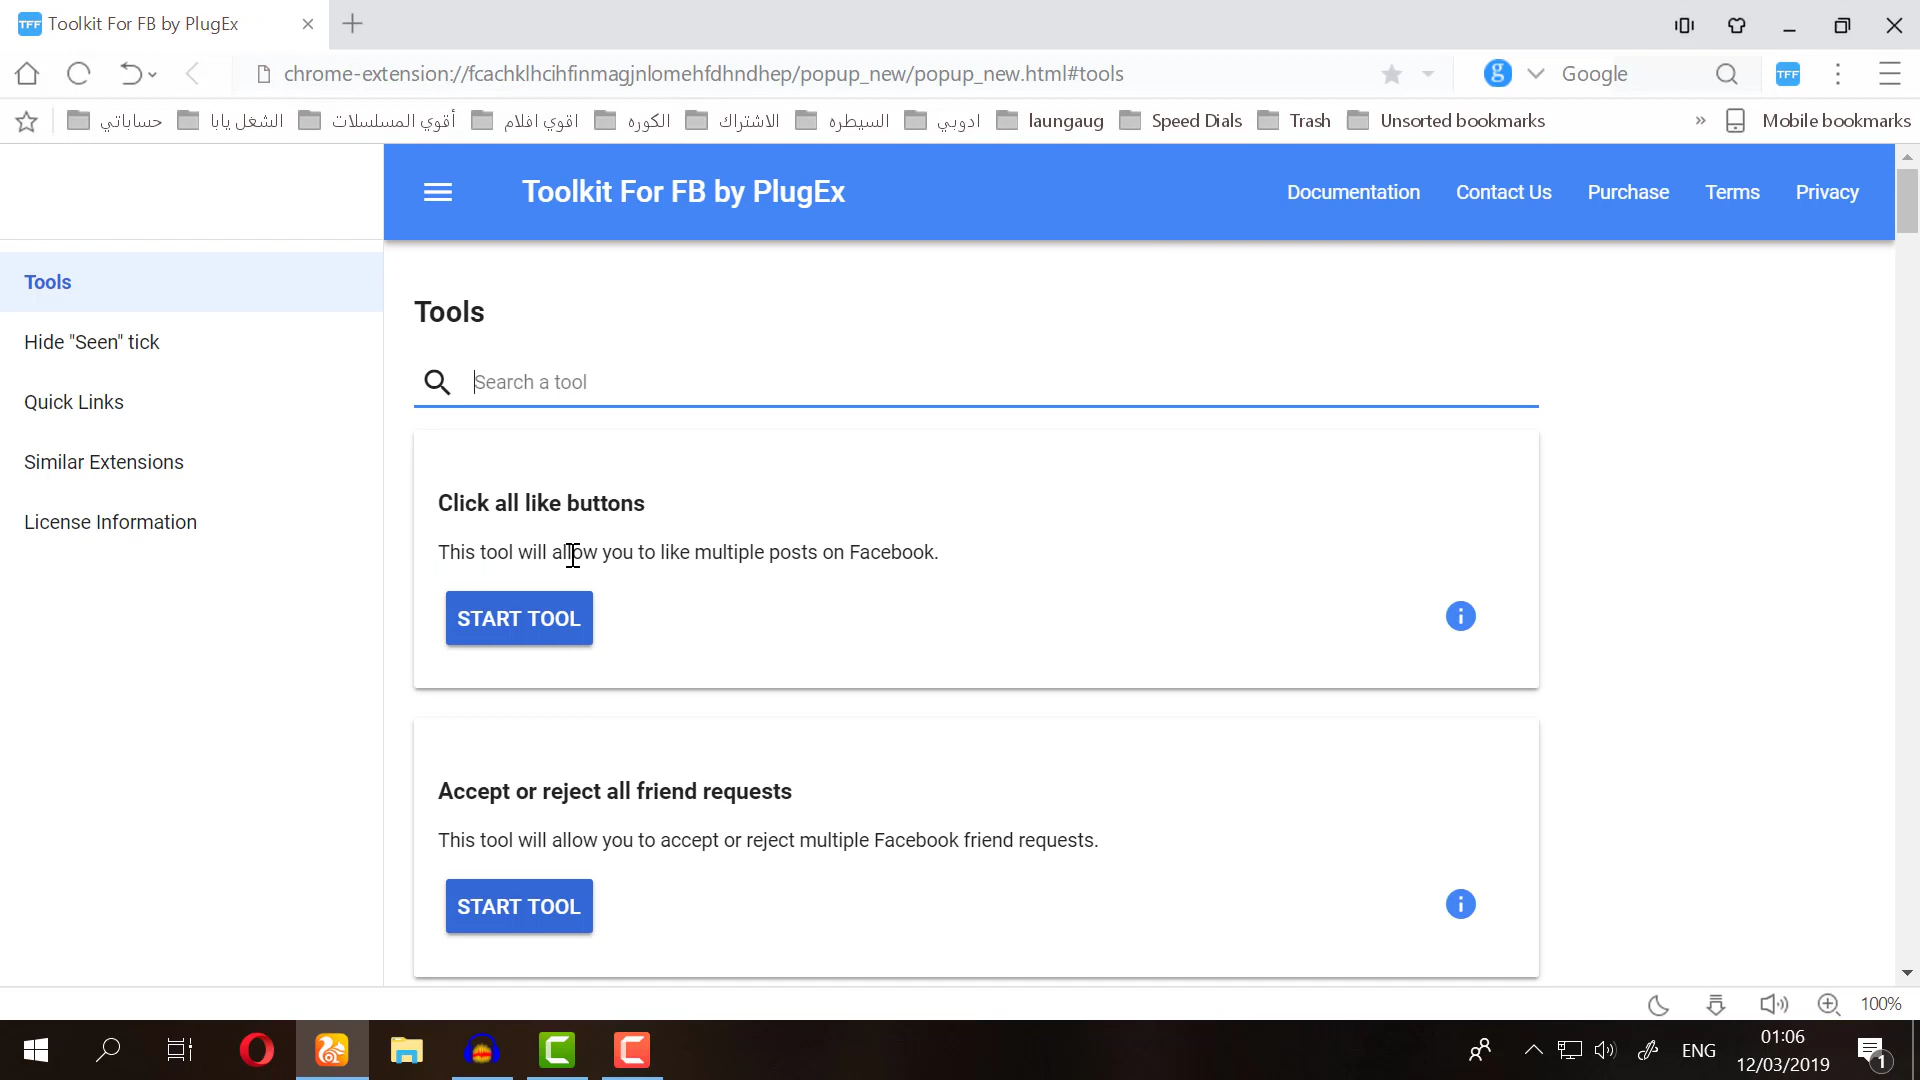 TFF Toolkit For FB by PlugEx
chrome-extension://fcachklhcihfinmagjnlomehfdhndhep/popup_new/popup_new.html#tools
g Google TFF
حساباتي الشغل يابا أقوي المسلسلات اقوي افلام الكوره الاشتراك السيطره ادوبي laungaug Speed Dials Trash Unsorted bookmarks » Mobile bookmarks
Toolkit For FB by PlugEx
Documentation Contact Us Purchase Terms Privacy
Tools
Hide "Seen" tick
Quick Links
Similar Extensions
License Information
Tools
Search a tool
Click all like buttons
This tool will allow you to like multiple posts on Facebook.
START TOOL
i
Accept or reject all friend requests
This tool will allow you to accept or reject multiple Facebook friend requests.
START TOOL
i
100%
ENG
01:06
12/03/2019
1